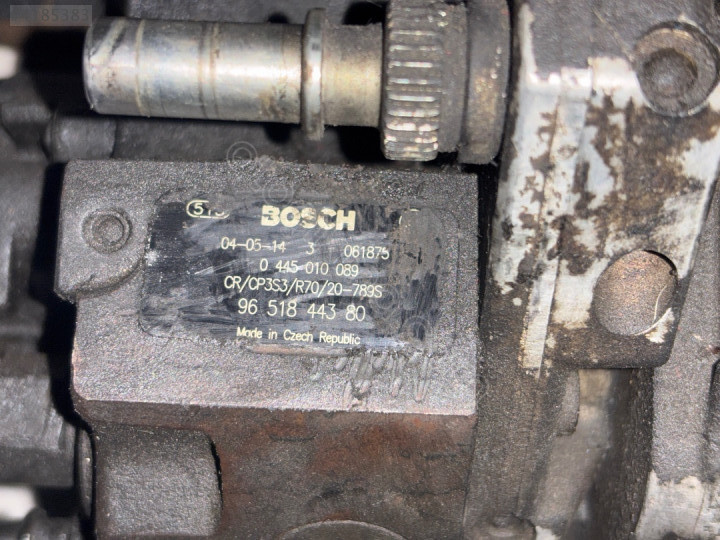 85383
BOSCH
04-05-14 3 061875
0 445 010 089
CR/CP3S3/R70/20-789S
96 518 443 80
Made in Czech Republic